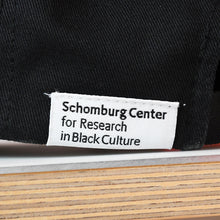 Schomburg Center
for Research
in Black Culture